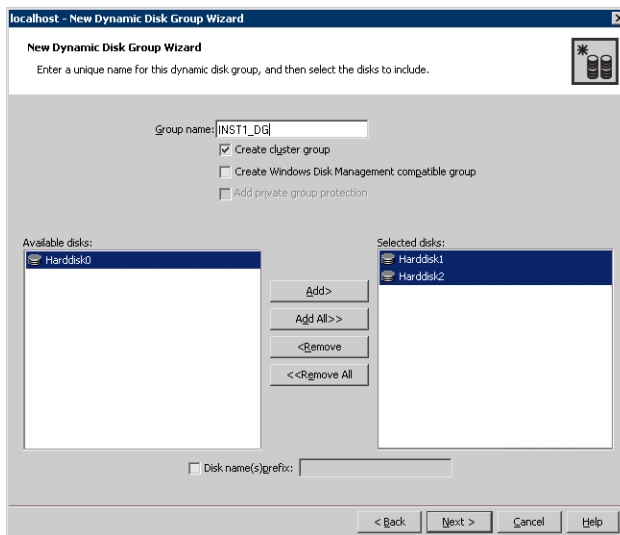 localhost - New Dynamic Disk Group Wizard
New Dynamic Disk Group Wizard
Enter a unique name for this dynamic disk group, and then select the disks to include.
Group name: INST1_DG
Create cluster group
Create Windows Disk Management compatible group
Add private group protection
Available disks:
Harddisk0
Add>
Add All>>
<Remove
<<Remove All
Selected disks:
Harddisk1
Harddisk2
Disk name(s)prefix:
< Back
Next >
Cancel
Help